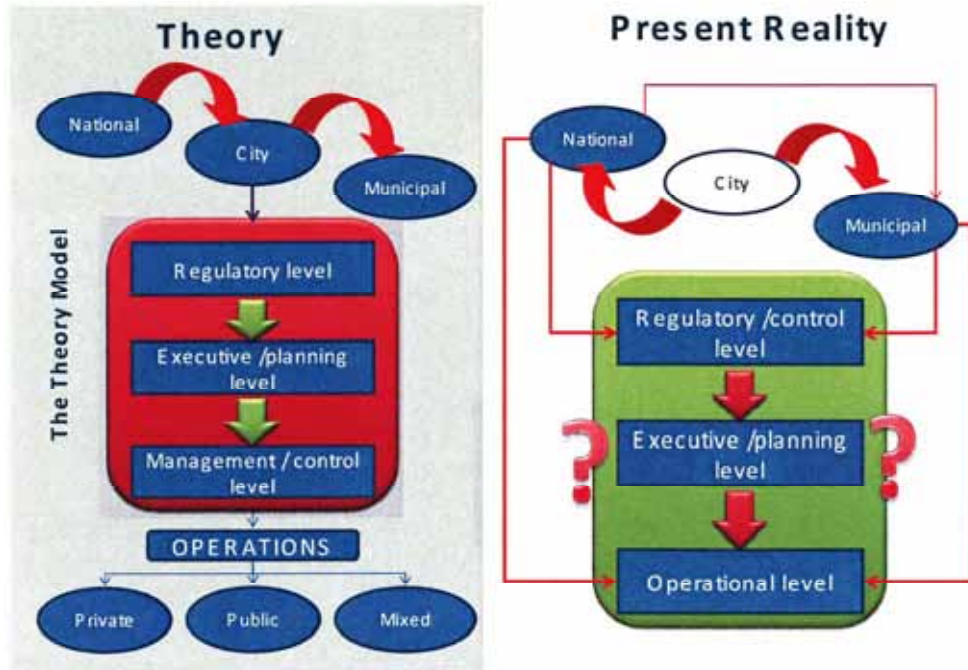 Theory
National
City
Municipal
The Theory Model
Regulatory level
Executive /planning
level
Management / control
level
OPERATIONS
Private
Public
Mixed
Present Reality
National
City
Municipal
Regulatory /control
level
?
Executive /planning
level
?
Operational level